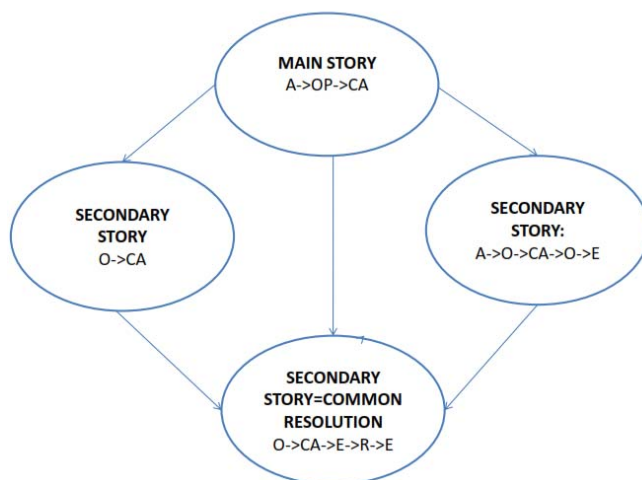 MAIN STORY
A->OP->CA
SECONDARY
STORY
O->CA
SECONDARY
STORY:
A->O->CA->O->E
SECONDARY
STORY=COMMON
RESOLUTION
O->CA->E->R->E